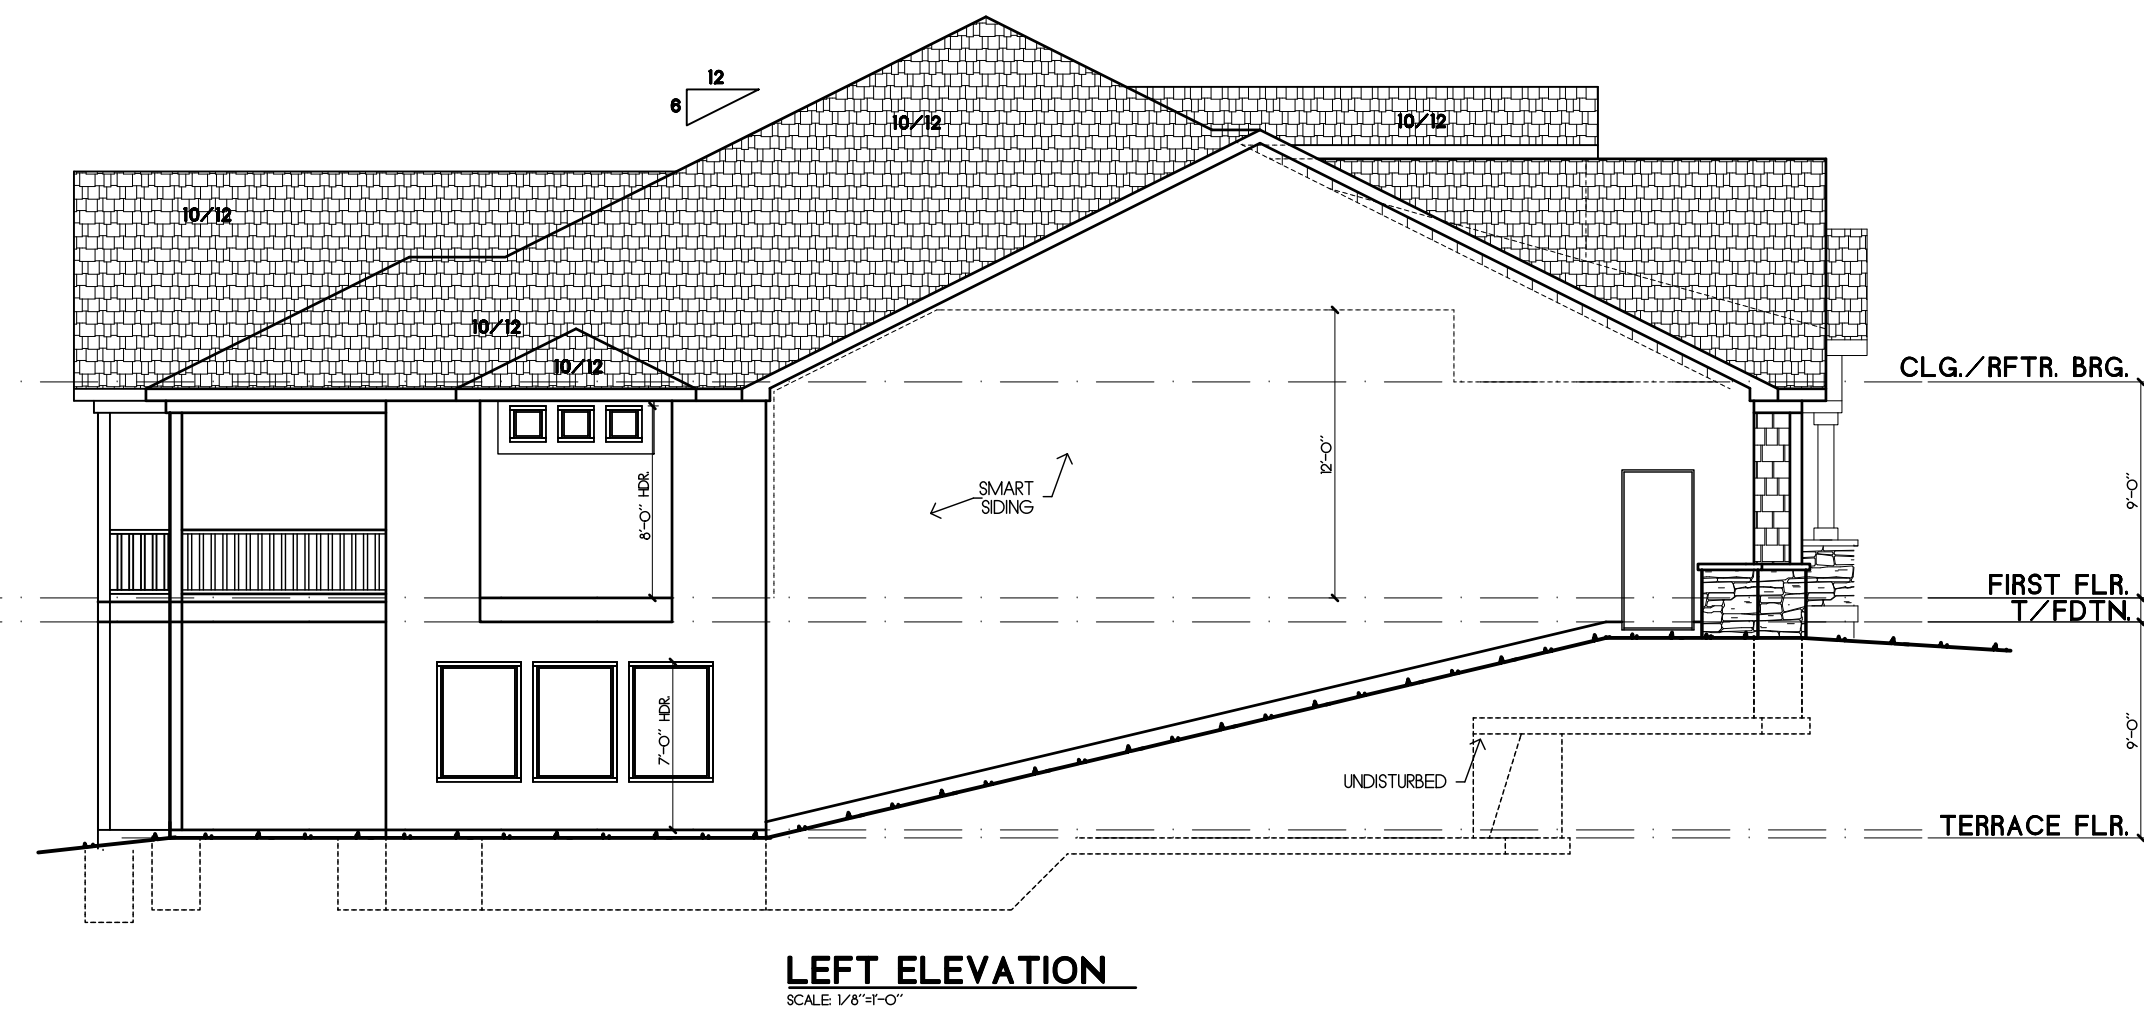 12
6
10/12
10/12
10/12
10/12
10/12
CLG./RFTR. BRG.
12'-0"
8'-0" HDR.
SMART
SIDING
9'-0"
FIRST FLR.
T/FDTN.
7'-0" HDR.
9'-0"
UNDISTURBED
TERRACE FLR.
LEFT ELEVATION
SCALE: 1/8"=1'-0"